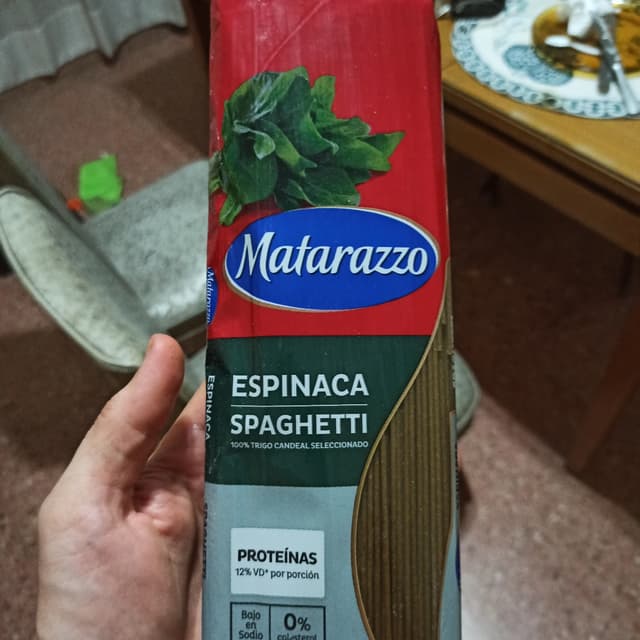 Matarazzo
ESPINACA
SPAGHETTI
100% TRIGO CANDEAL SELECCIONADO
PROTEÍNAS
12% VD* por porción
Bajo
en
Sodio
0%
colesterol
Matarazzo
ESPINACA
SPAGHETTI